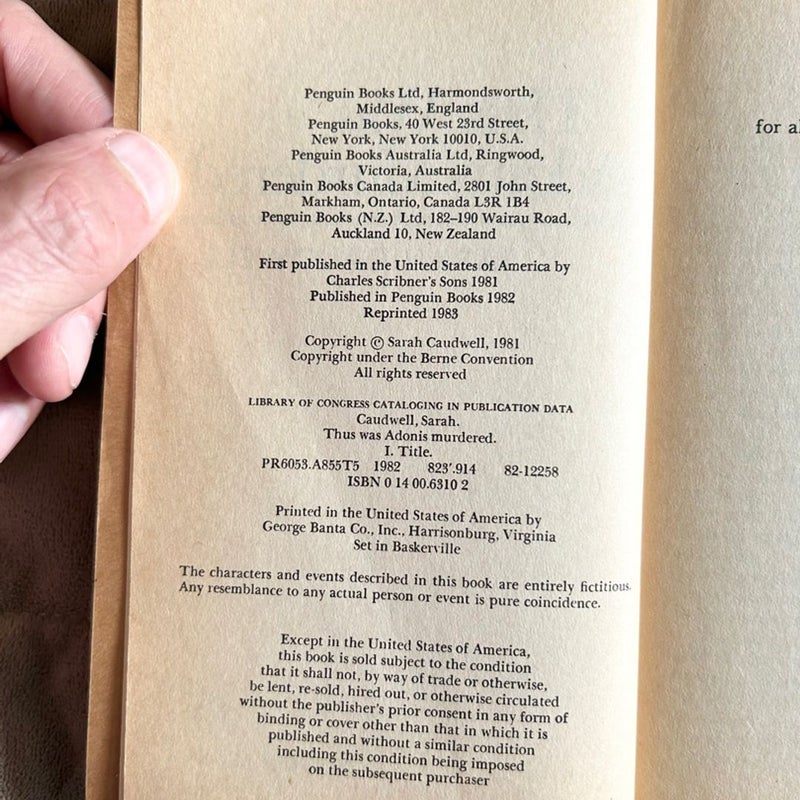 Penguin Books Ltd, Harmondsworth,
Middlesex, England
Penguin Books, 40 West 23rd Street,
New York, New York 10010, U.S.A.
Penguin Books Australia Ltd, Ringwood,
Victoria, Australia
Penguin Books Canada Limited, 2801 John Street,
Markham, Ontario, Canada L3R 1B4
Penguin Books (N.Z.) Ltd, 182–190 Wairau Road,
Auckland 10, New Zealand
First published in the United States of America by
Charles Scribner's Sons 1981
Published in Penguin Books 1982
Reprinted 1983
Copyright © Sarah Caudwell, 1981
Copyright under the Berne Convention
All rights reserved
LIBRARY OF CONGRESS CATALOGING IN PUBLICATION DATA
Caudwell, Sarah.
Thus was Adonis murdered.
I. Title.
PR6053.A855T5 1982 823'.914 82-12258
ISBN 0 14 00.6310 2
Printed in the United States of America by
George Banta Co., Inc., Harrisonburg, Virginia
Set in Baskerville
The characters and events described in this book are entirely fictitious.
Any resemblance to any actual person or event is pure coincidence.
Except in the United States of America,
this book is sold subject to the condition
that it shall not, by way of trade or otherwise,
be lent, re-sold, hired out, or otherwise circulated
without the publisher's prior consent in any form of
binding or cover other than that in which it is
published and without a similar condition
including this condition being imposed
on the subsequent purchaser
for